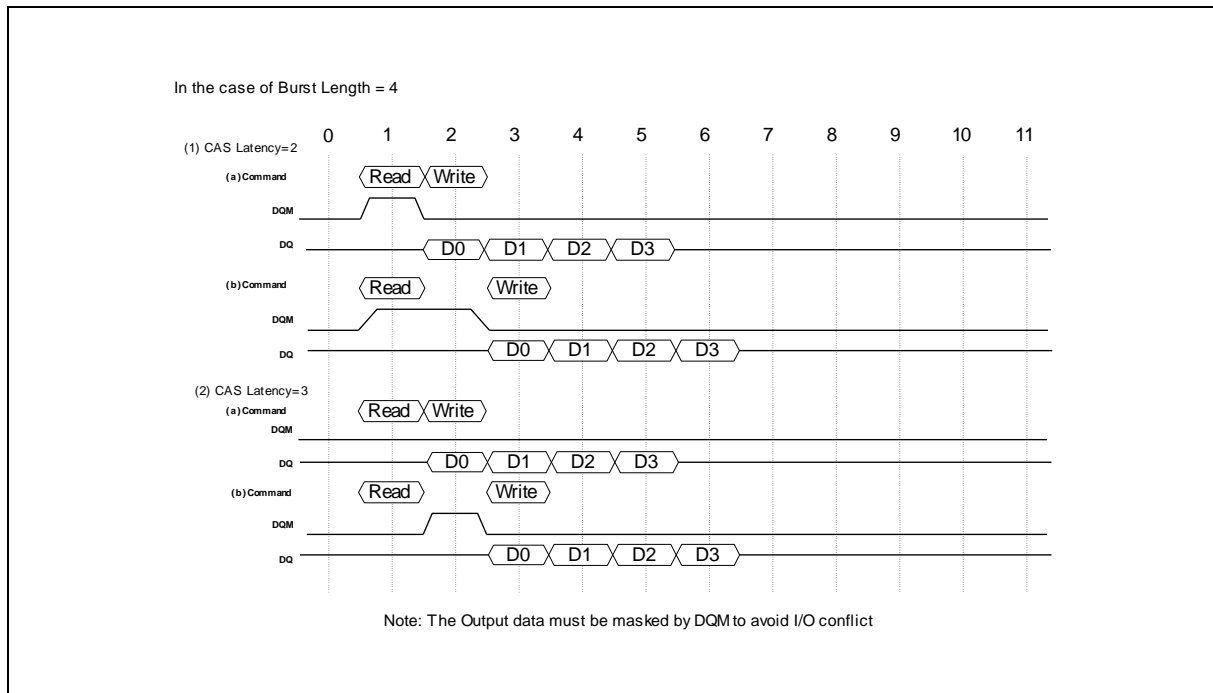 In the case of Burst Length = 4
0 1 2 3 4 5 6 7 8 9 10 11
(1) CAS Latency=2
(a)Command Read Write
DQM
DQ D0 D1 D2 D3
(b)Command Read Write
DQM
DQ D0 D1 D2 D3
(2) CAS Latency=3
(a)Command Read Write
DQM
DQ D0 D1 D2 D3
(b)Command Read Write
DQM
DQ D0 D1 D2 D3
Note: The Output data must be masked by DQM to avoid I/O conflict